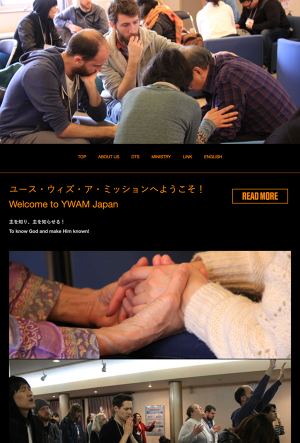 TOP ABOUT US DTS MINISTRY LINK ENGLISH
ユース・ウィズ・ア・ミッションへようこそ！
Welcome to YWAM Japan
READ MORE
主を知り、主を知らせる！
To know God and make Him known!